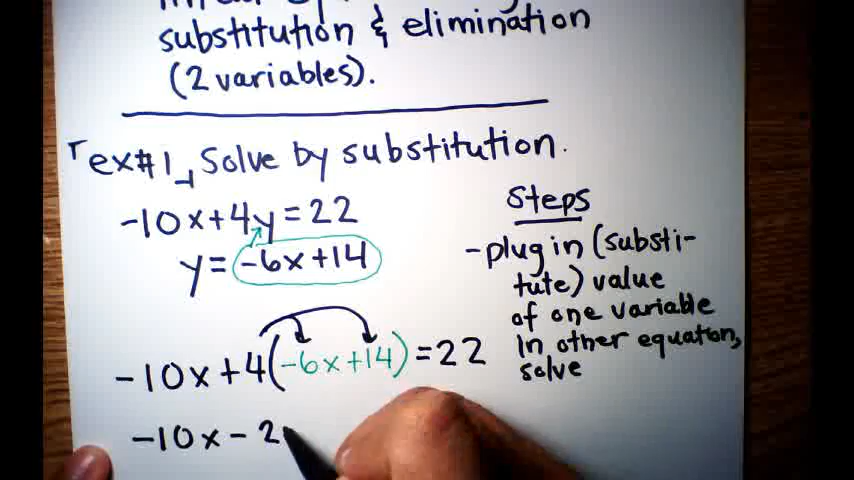 substitution & elimination
(2 variables).
ex#1 Solve by substitution.
-10x+4y=22
y=-6x+14
-10x+4(-6x+14)=22
-10x-2
Steps
-plug in (substi-
tute) value
of one variable
In other equaton,
solve